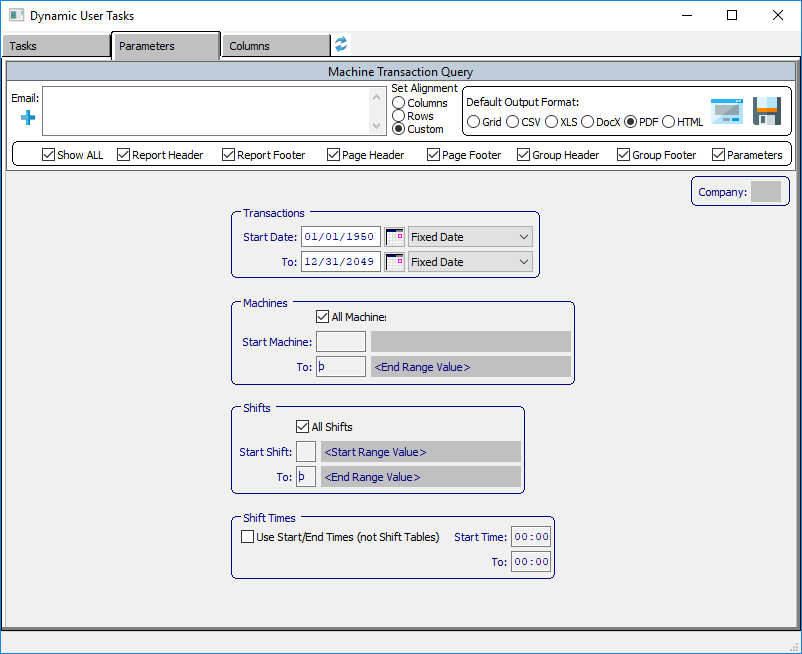 Dynamic User Tasks
Tasks Parameters Columns
Machine Transaction Query
Email:
Set Alignment
Columns
Rows
Custom
Default Output Format:
Grid CSV XLS DocX PDF HTML
Show ALL Report Header Report Footer Page Header Page Footer Group Header Group Footer Parameters
Company:
Transactions
Start Date: 01/01/1950 Fixed Date
To: 12/31/2049 Fixed Date
Machines
All Machine:
Start Machine:
To: þ <End Range Value>
Shifts
All Shifts
Start Shift: <Start Range Value>
To: þ <End Range Value>
Shift Times
Use Start/End Times (not Shift Tables) Start Time: 00:00
To: 00:00